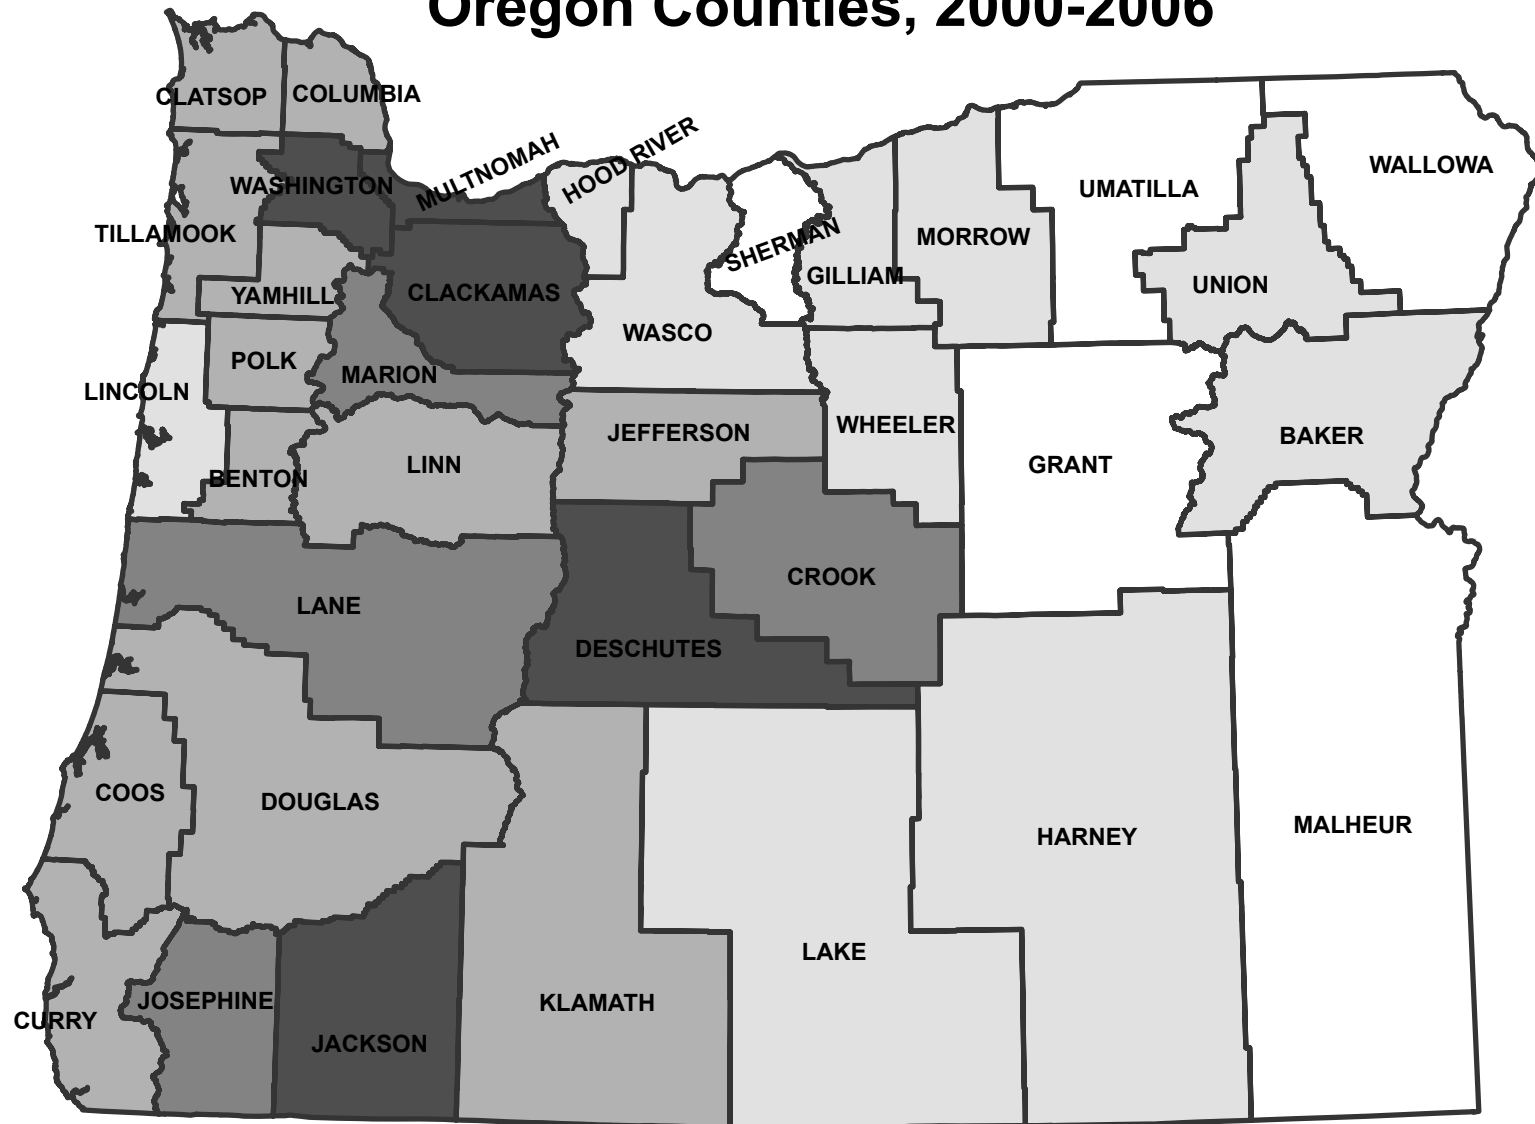 Oregon Counties, 2000-2006
CLATSOP
COLUMBIA
MULTNOMAH
HOOD RIVER
WASHINGTON
TILLAMOOK
YAMHILL
CLACKAMAS
SHERMAN
GILLIAM
MORROW
UMATILLA
WALLOWA
UNION
WASCO
POLK
MARION
LINCOLN
JEFFERSON
WHEELER
GRANT
BAKER
BENTON
LINN
CROOK
LANE
DESCHUTES
COOS
DOUGLAS
HARNEY
MALHEUR
LAKE
CURRY
JOSEPHINE
JACKSON
KLAMATH